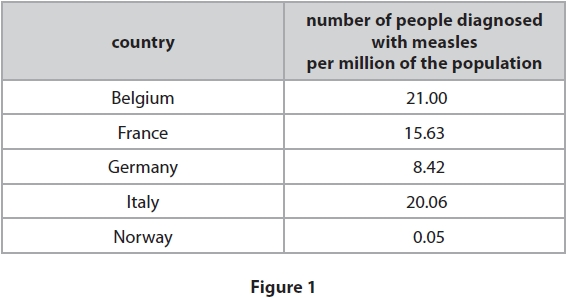 country
number of people diagnosed
with measles
per million of the population
Belgium 21.00
France 15.63
Germany 8.42
Italy 20.06
Norway 0.05
Figure 1